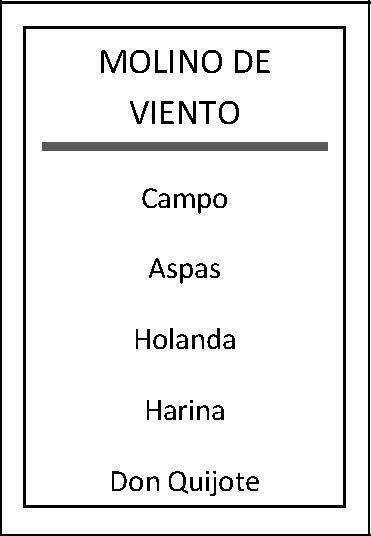 MOLINO DE
VIENTO
Campo
Aspas
Holanda
Harina
Don Quijote